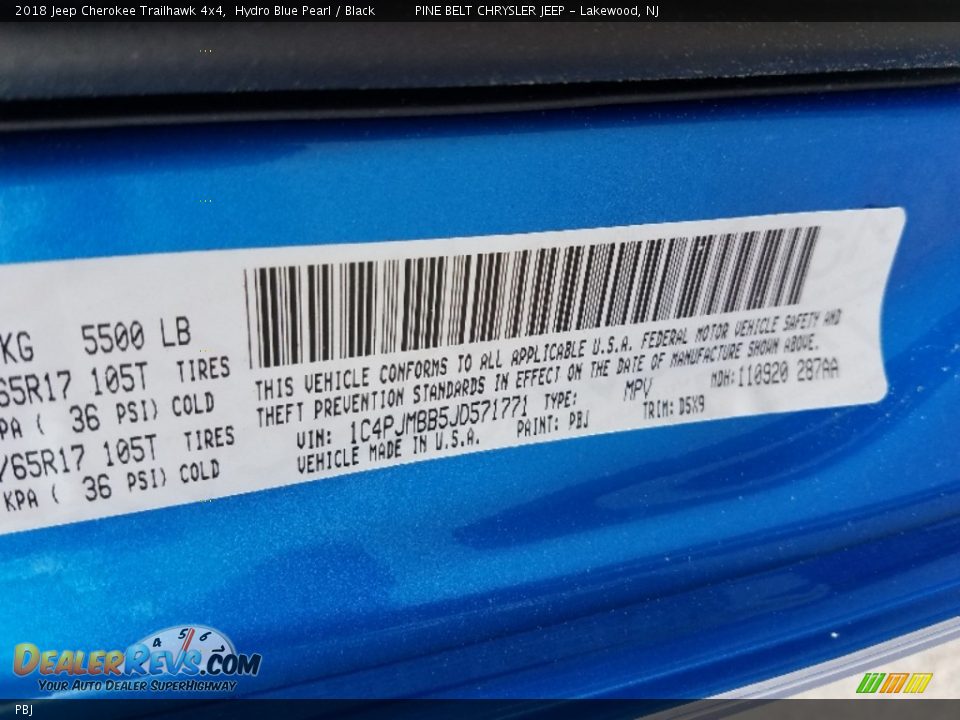 2018 Jeep Cherokee Trailhawk 4x4, Hydro Blue Pearl / Black PINE BELT CHRYSLER JEEP - Lakewood, NJ
KG 5500 LB
65R17 105T TIRES
PA ( 36 PSI) COLD
/65R17 105T TIRES
KPA ( 36 PSI) COLD
THIS VEHICLE CONFORMS TO ALL APPLICABLE U.S.A. FEDERAL MOTOR VEHICLE SAFETY AND
THEFT PREVENTION STANDARDS IN EFFECT ON THE DATE OF MANUFACTURE SHOWN ABOVE.
VIN: 1C4PJMBB5JD571771 TYPE: MPV MDH: 110920 287AA
VEHICLE MADE IN U.S.A. PAINT: PBJ TRIM: D5X9
4 5 6
DEALERREVS.COM
YOUR AUTO DEALER SUPERHIGHWAY
PBJ